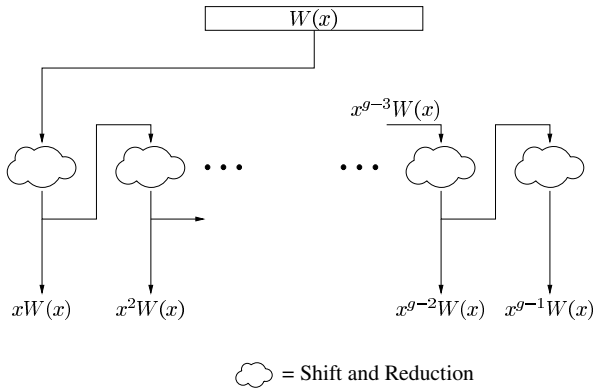 W(x)
x^{g-3}W(x)
• • •
• • •
xW(x)
x^2W(x)
x^{g-2}W(x)
x^{g-1}W(x)
= Shift and Reduction